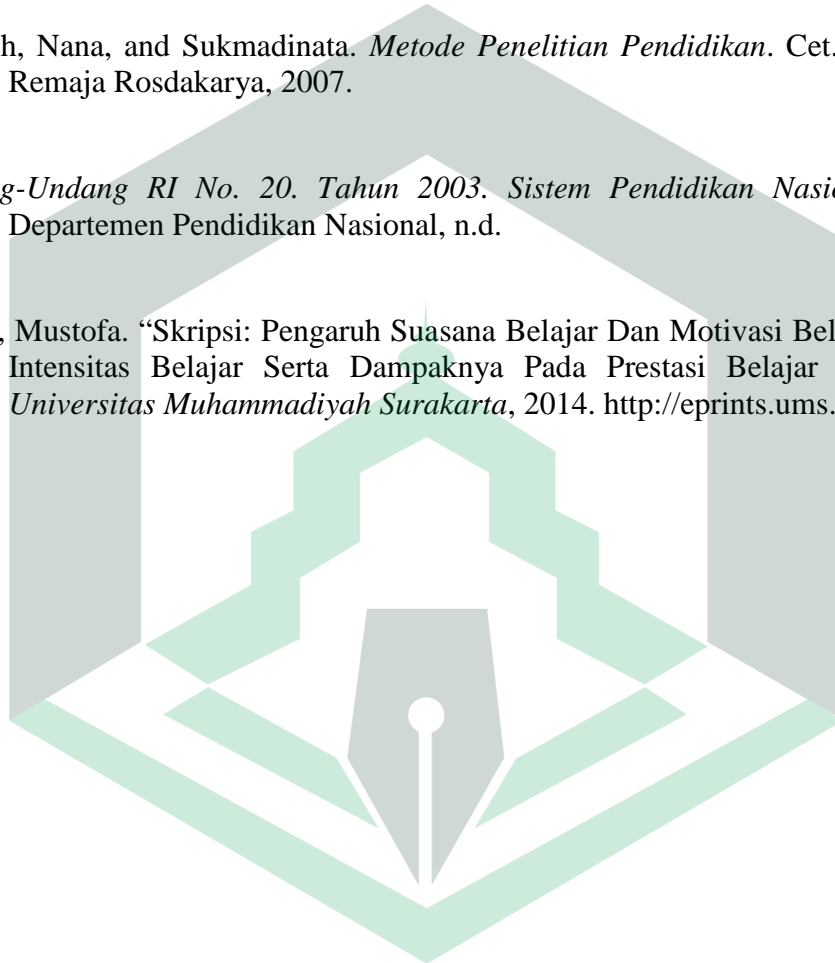 h, Nana, and Sukmadinata. Metode Penelitian Pendidikan. Cet.
Remaja Rosdakarya, 2007.
g-Undang RI No. 20. Tahun 2003. Sistem Pendidikan Nasio
Departemen Pendidikan Nasional, n.d.
, Mustofa. “Skripsi: Pengaruh Suasana Belajar Dan Motivasi Bel
Intensitas Belajar Serta Dampaknya Pada Prestasi Belajar
Universitas Muhammadiyah Surakarta, 2014. http://eprints.ums.